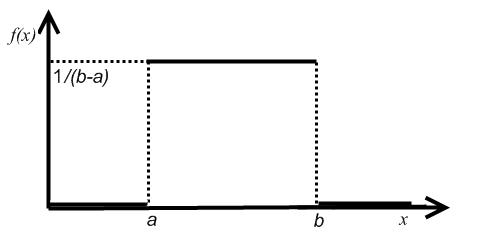 f(x)
1/(b-a)
a b x